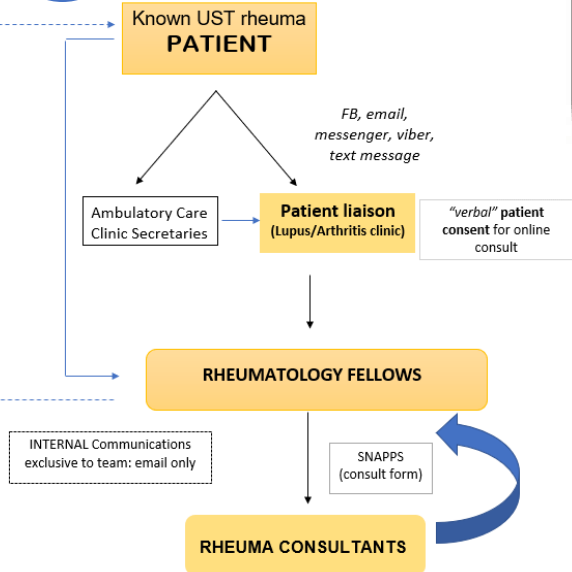 Known UST rheuma
PATIENT
FB, email,
messenger, viber,
text message
Ambulatory Care
Clinic Secretaries
Patient liaison
(Lupus/Arthritis clinic)
“verbal” patient
consent for online
consult
RHEUMATOLOGY FELLOWS
INTERNAL Communications
exclusive to team: email only
SNAPPS
(consult form)
RHEUMA CONSULTANTS